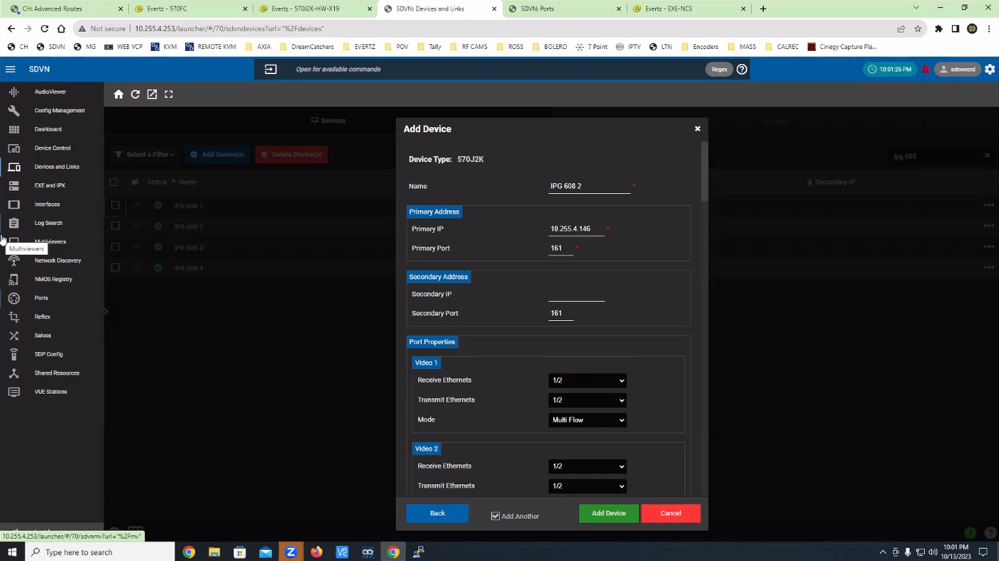 CH: Advanced Routes
Evertz - 570FC
Evertz - 570J2K-HW-X19
SDVN: Devices and Links
SDVN: Ports
Evertz - EXE-NCS
Not secure
10.255.4.253/launcher/#/70/sdvndevices?url="%2Fdevices"
CH
SDVN
MG
WEB VCP
KVM
REMOTE KVM
AXIA
DreamCatchers
EVERTZ
POV
Tally
RF CAMS
ROSS
BOLERO
7 Point
IPTV
LTN
Encoders
MASS
CALREC
Cinegy Capture Pla...
SDVN
Open for available commands
Regex
10:01:26 PM
sdeweerd
AudioViewer
Config Management
Dashboard
Device Control
Devices and Links
EXE and IPX
Interfaces
Log Search
Multiviewers
Multiviewers
Network Discovery
NMOS Registry
Ports
Reflex
Salvos
SDP Config
Shared Resources
VUE Stations
Devices
Select a Filter
Add Device(s)
Delete Device(s)
ipg 608
Status
Name
Secondary IP
IPG 608 1
IPG 608 2
IPG 608 3
IPG 608 4
Add Device
Device Type: 570J2K
Name IPG 608 2 *
Primary Address
Primary IP 10.255.4.146 *
Primary Port 161 *
Secondary Address
Secondary IP
Secondary Port 161
Port Properties
Video 1
Receive Ethernets 1/2
Transmit Ethernets 1/2
Mode Multi Flow
Video 2
Receive Ethernets 1/2
Transmit Ethernets 1/2
Back
Add Another
Add Device
Cancel
10.255.4.253/launcher/#/70/sdvnmv?url="%2Fmv"
Type here to search
10:01 PM
10/13/2023